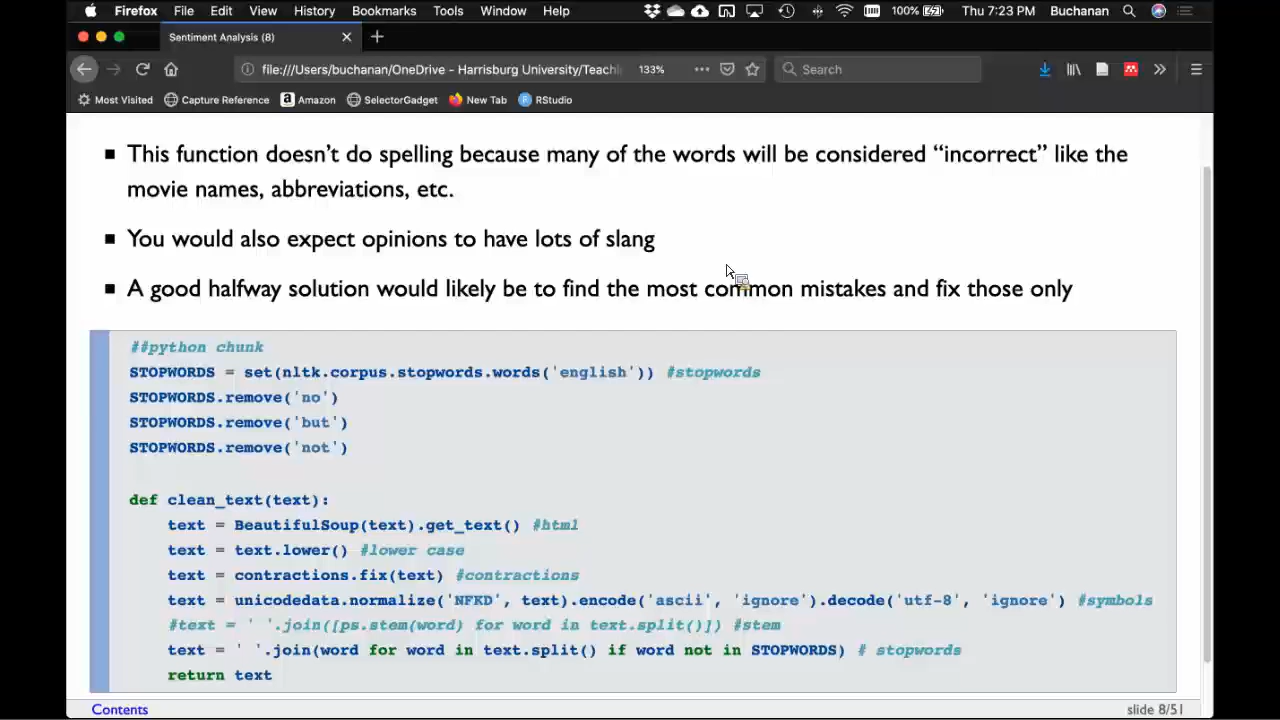 Firefox File Edit View History Bookmarks Tools Window Help 100% Thu 7:23 PM Buchanan
Sentiment Analysis (8)
file:///Users/buchanan/OneDrive - Harrisburg University/Teachi 133% Search
Most Visited Capture Reference Amazon SelectorGadget New Tab RStudio
▪ This function doesn’t do spelling because many of the words will be considered “incorrect” like the
movie names, abbreviations, etc.
▪ You would also expect opinions to have lots of slang
▪ A good halfway solution would likely be to find the most common mistakes and fix those only
##python chunk
STOPWORDS = set(nltk.corpus.stopwords.words('english')) #stopwords
STOPWORDS.remove('no')
STOPWORDS.remove('but')
STOPWORDS.remove('not')
def clean_text(text):
    text = BeautifulSoup(text).get_text() #html
    text = text.lower() #lower case
    text = contractions.fix(text) #contractions
    text = unicodedata.normalize('NFKD', text).encode('ascii', 'ignore').decode('utf-8', 'ignore') #symbols
    #text = ' '.join([ps.stem(word) for word in text.split()]) #stem
    text = ' '.join(word for word in text.split() if word not in STOPWORDS) # stopwords
    return text
Contents slide 8/51